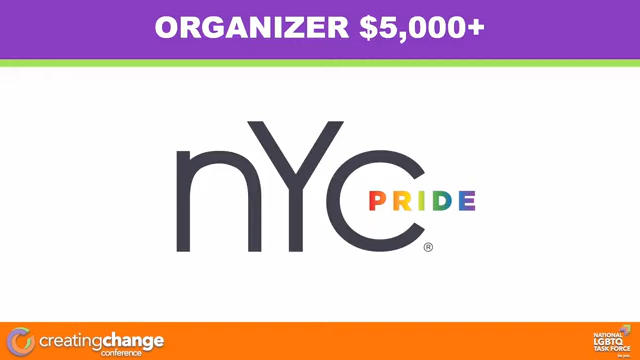 ORGANIZER $5,000+
nYc
PRIDE
®
creatingchange
conference
NATIONAL
LGBTQ
TASK FORCE